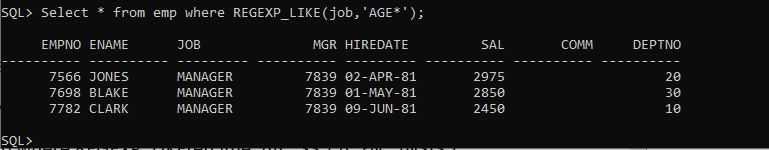 SQL> Select * from emp where REGEXP_LIKE(job,'AGE*');
EMPNO ENAME JOB MGR HIREDATE SAL COMM DEPTNO
---------- ---------- --------- ---------- --------- ---------- ---------- ----------
7566 JONES MANAGER 7839 02-APR-81 2975 20
7698 BLAKE MANAGER 7839 01-MAY-81 2850 30
7782 CLARK MANAGER 7839 09-JUN-81 2450 10
SQL>